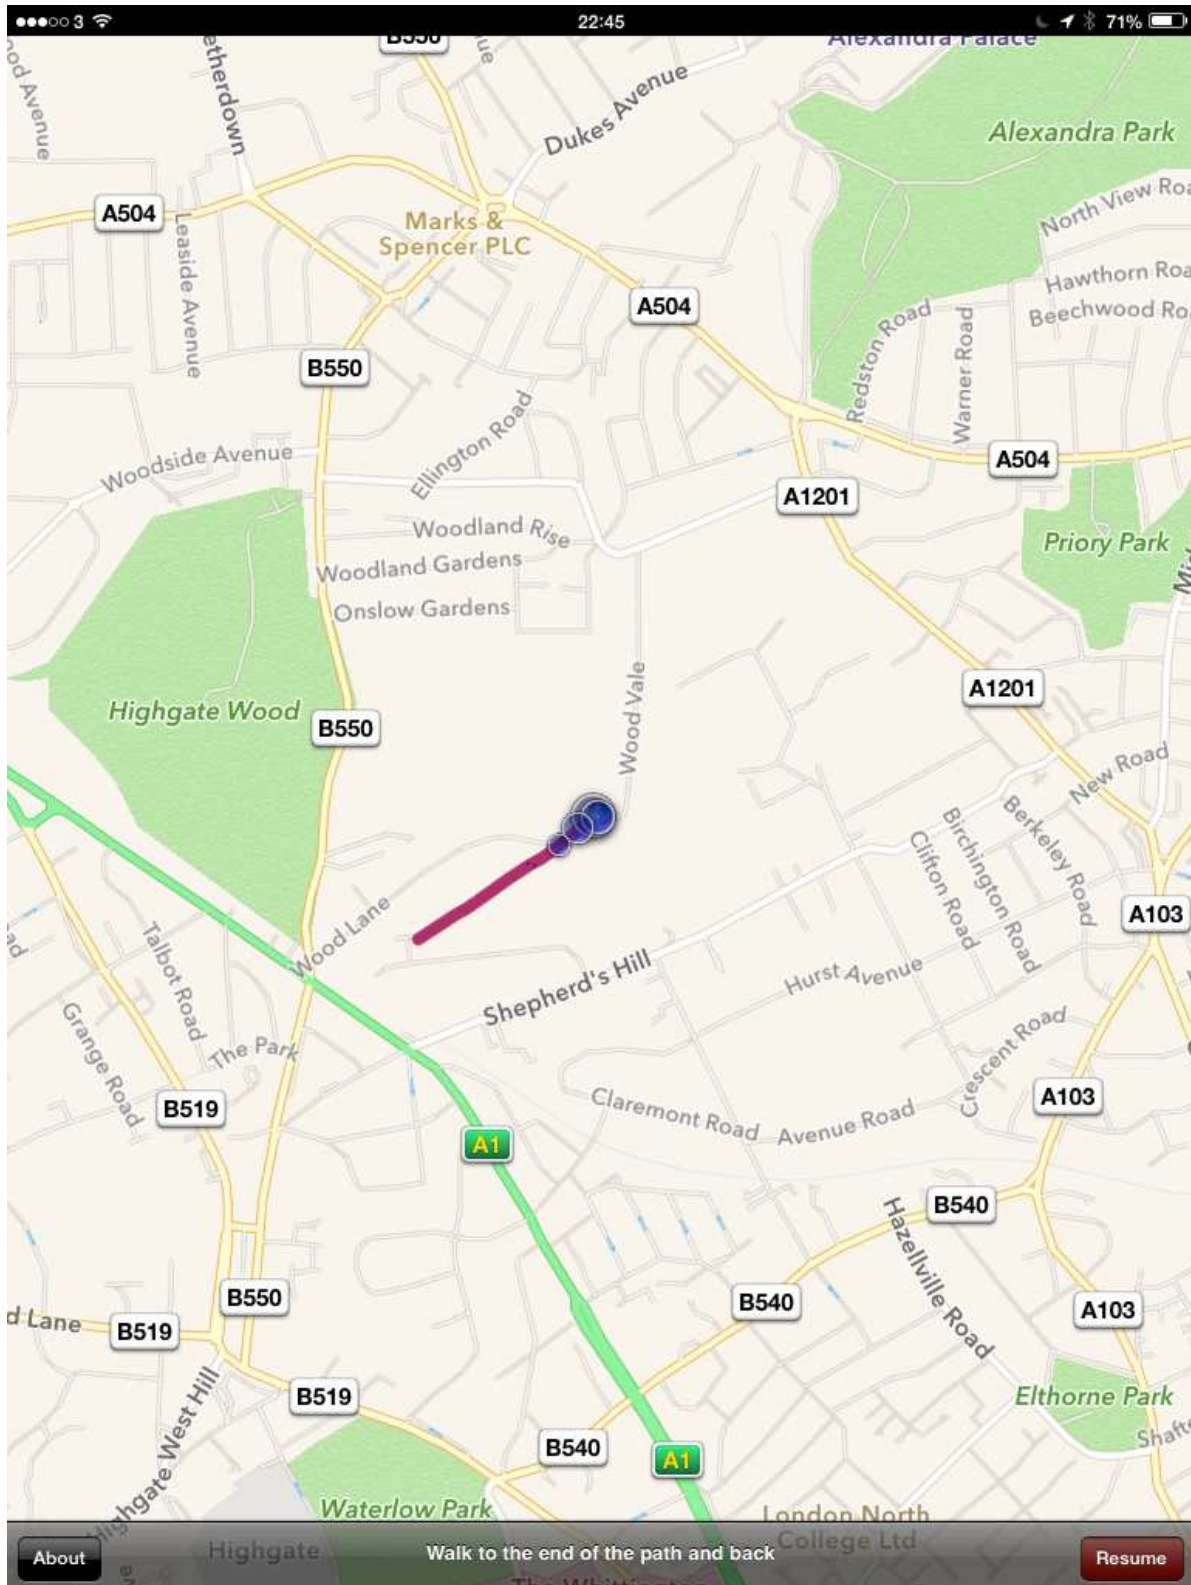 3
22:45
71%
B550
Alexandra Palace
Dukes Avenue
Alexandra Park
A504
Leaside Avenue
Marks &
Spencer PLC
North View
Hawthorn
Beechwood
A504
Redston Road
Warner Road
B550
Ellington Road
Woodside Avenue
A504
A1201
Woodland Rise
Priory Park
Woodland Gardens
Onslow Gardens
A1201
Highgate Wood
B550
Wood Vale
New Road
Berkeley Road
Birchington Road
Clifton Road
A103
Wood Lane
Talbot Road
Shepherd's Hill
Hurst Avenue
Grange Road
The Park
Crescent Road
B519
Claremont Road
Avenue Road
A103
A1
B540
Hazellville Road
B550
B540
A103
d Lane
B519
B519
Elthorne Park
Highgate West Hill
B540
A1
Waterlow Park
London North
College Ltd
About
Highgate
Walk to the end of the path and back
Resume